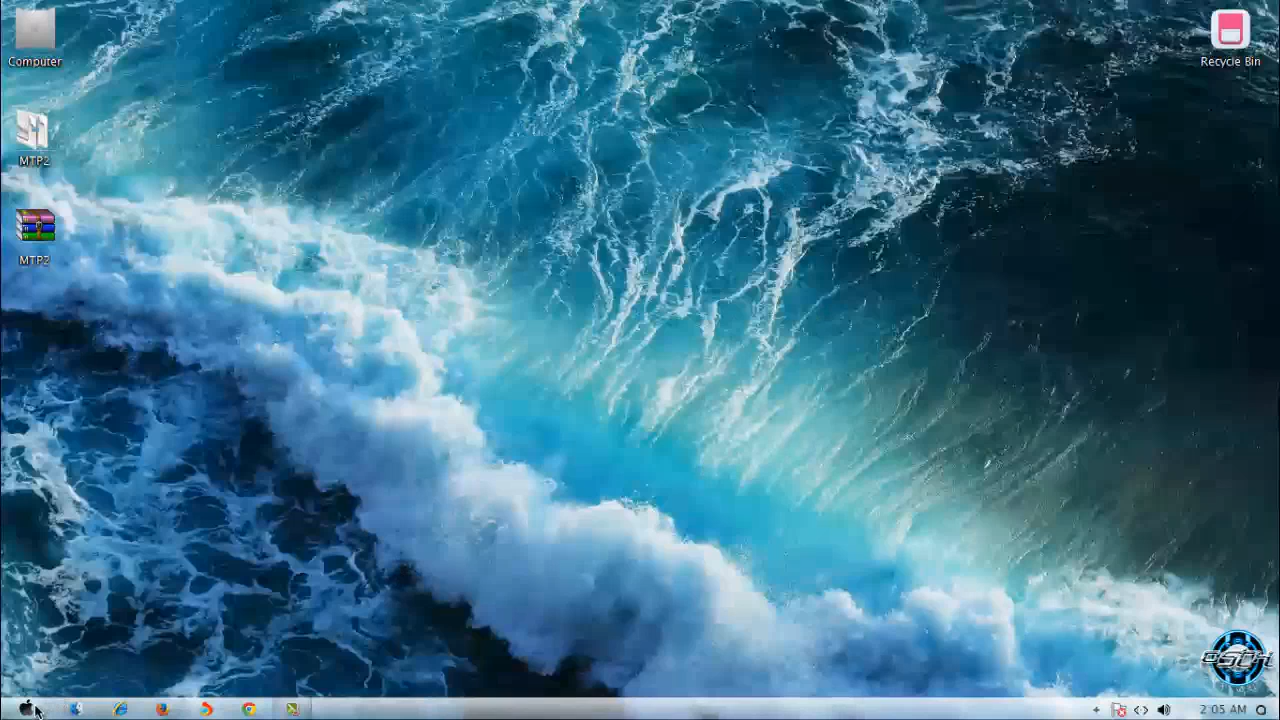 Computer
Recycle Bin
MTP2
MTP2
2:05 AM